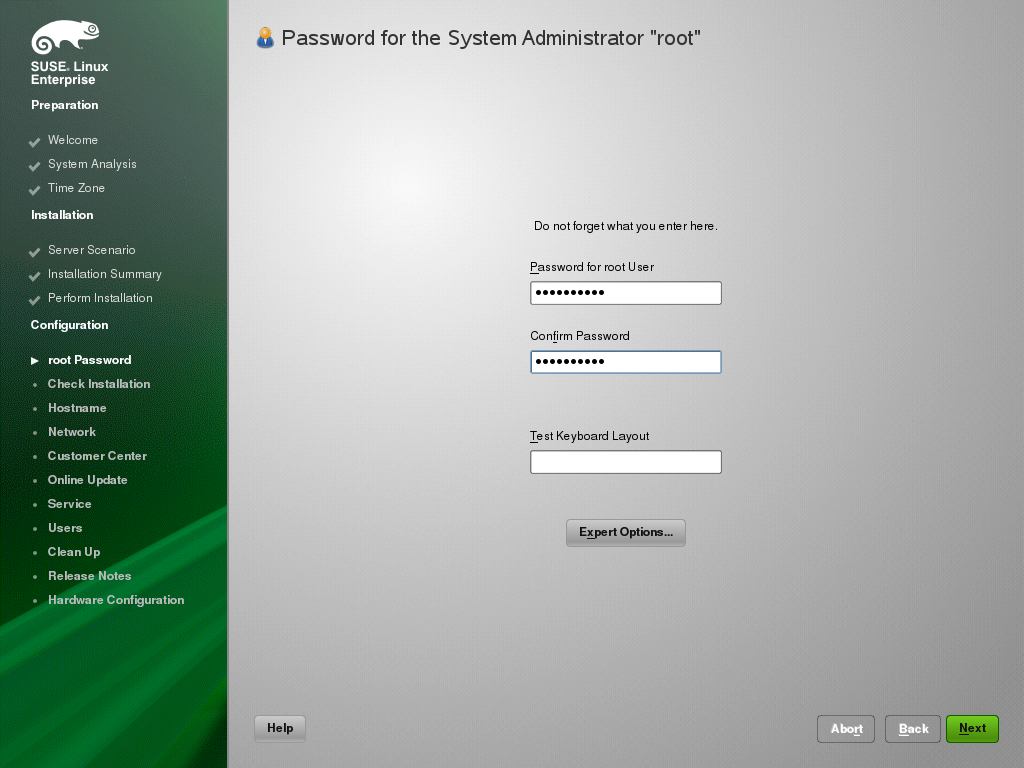 SUSE® Linux
Enterprise
Preparation
Welcome
System Analysis
Time Zone
Installation
Server Scenario
Installation Summary
Perform Installation
Configuration
root Password
Check Installation
Hostname
Network
Customer Center
Online Update
Service
Users
Clean Up
Release Notes
Hardware Configuration
Password for the System Administrator "root"
Do not forget what you enter here.
Password for root User
••••••••••
Confirm Password
••••••••••
Test Keyboard Layout
Expert Options...
Help
Abort
Back
Next